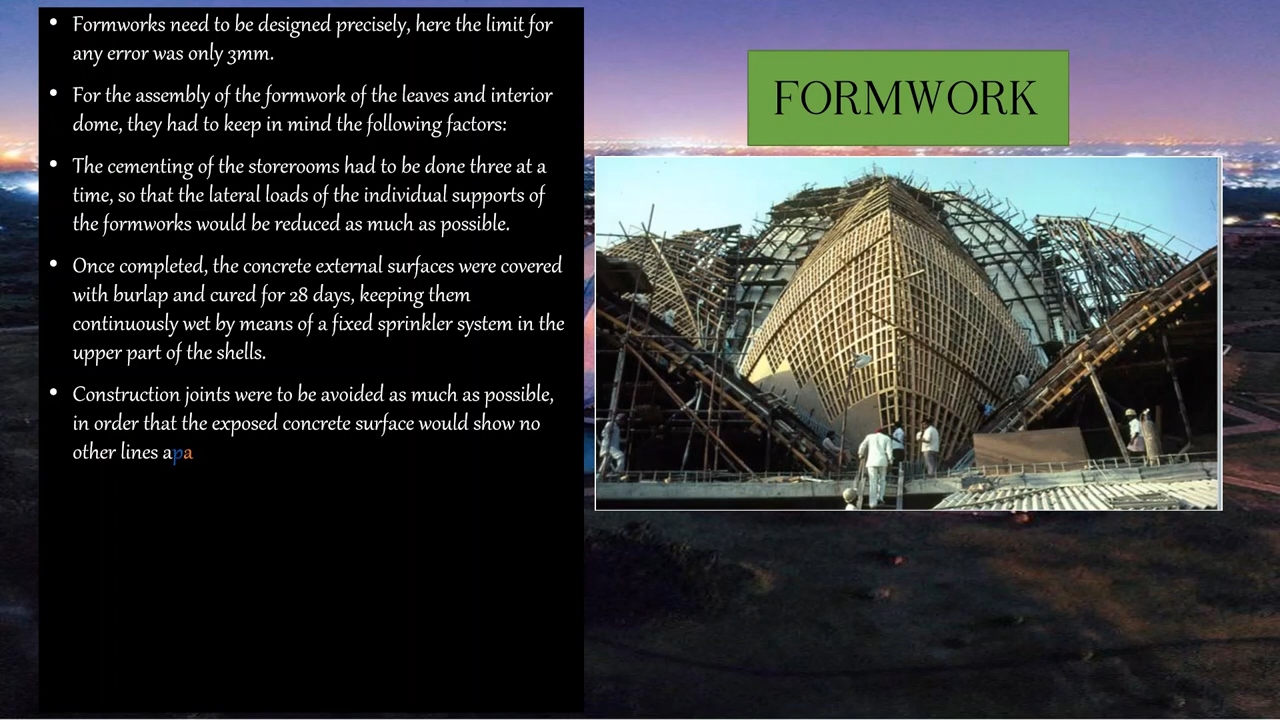 • Formworks need to be designed precisely, here the limit for
any error was only 3mm.
• For the assembly of the formwork of the leaves and interior
dome, they had to keep in mind the following factors:
• The cementing of the storerooms had to be done three at a
time, so that the lateral loads of the individual supports of
the formworks would be reduced as much as possible.
• Once completed, the concrete external surfaces were covered
with burlap and cured for 28 days, keeping them
continuously wet by means of a fixed sprinkler system in the
upper part of the shells.
• Construction joints were to be avoided as much as possible,
in order that the exposed concrete surface would show no
other lines apa
FORMWORK